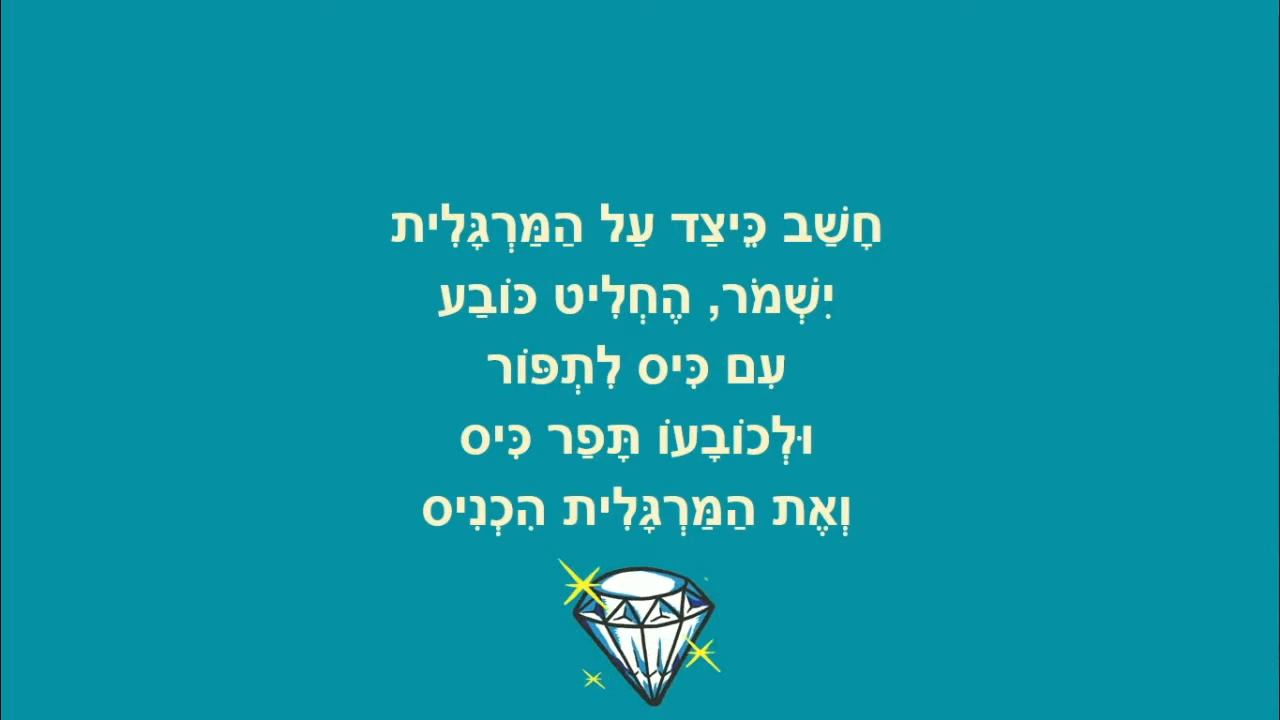 חָשַׁב כֵּיצַד עַל הַמַּרְגָּלִית
יִשְׁמֹר, הֶחְלִיט כּוֹבַע
עִם כִּיס לִתְפּוֹר
וּלְכוֹבָעוֹ תָּפַר כִּיס
וְאֶת הַמַּרְגָּלִית הִכְנִיס